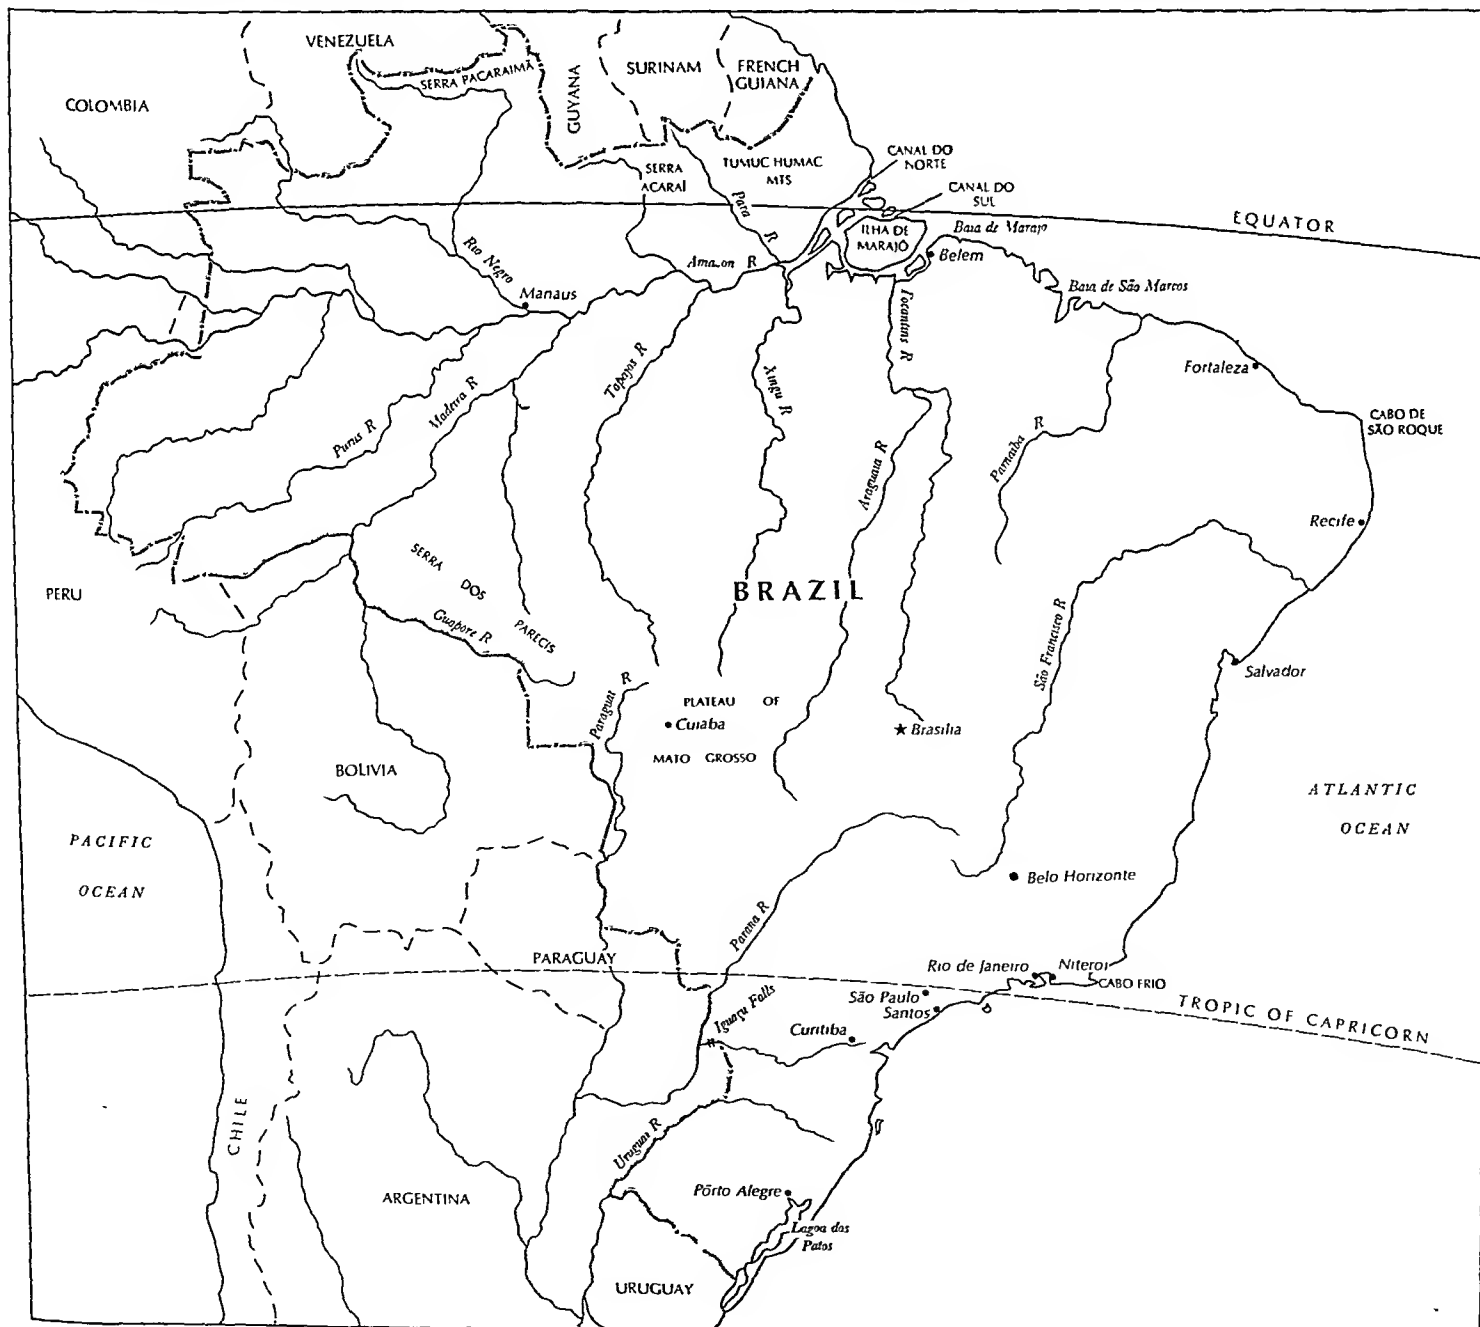 VENEZUELA
SERRA PACARAIMÃ
COLOMBIA
GUYANA
SURINAM
FRENCH
GUIANA
SERRA
ACARAÍ
TUMUC HUMAC
MTS
CANAL DO
NORTE
CANAL DO
SUL
EQUATOR
Para R
ILHA DE
MARAJÔ
Baia de Marajo
Belem
Rio Negro
Amazon R
Manaus
Baia de São Marcos
Tocantins R
Fortaleza
Tapajos R
Xingu R
CABO DE
SÃO ROQUE
Purus R
Madeira R
Araguaia R
Parnaiba R
Recife
SERRA
DOS
PARECIS
BRAZIL
PERU
Guapore R
São Francisco R
Salvador
Paraguai R
PLATEAU OF
Cuiaba
MATO GROSSO
Brasilia
BOLIVIA
ATLANTIC
OCEAN
PACIFIC
OCEAN
Belo Horizonte
Parana R
PARAGUAY
Rio de Janeiro
Niteroi
CABO FRIO
São Paulo
Santos
TROPIC OF CAPRICORN
Iguaçu Falls
Curitiba
CHILE
Uruguai R
ARGENTINA
Pôrto Alegre
Lagoa dos
Patos
URUGUAY